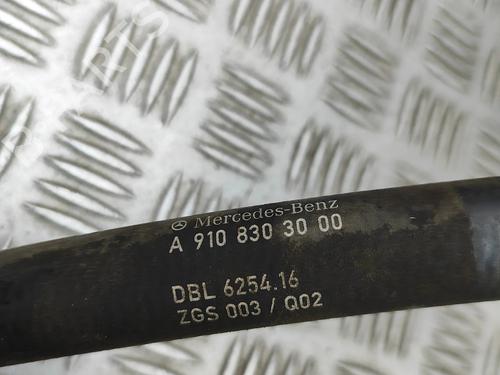 Mercedes-Benz
A 910 830 30 00
DBL 6254.16
ZGS 003 / Q02